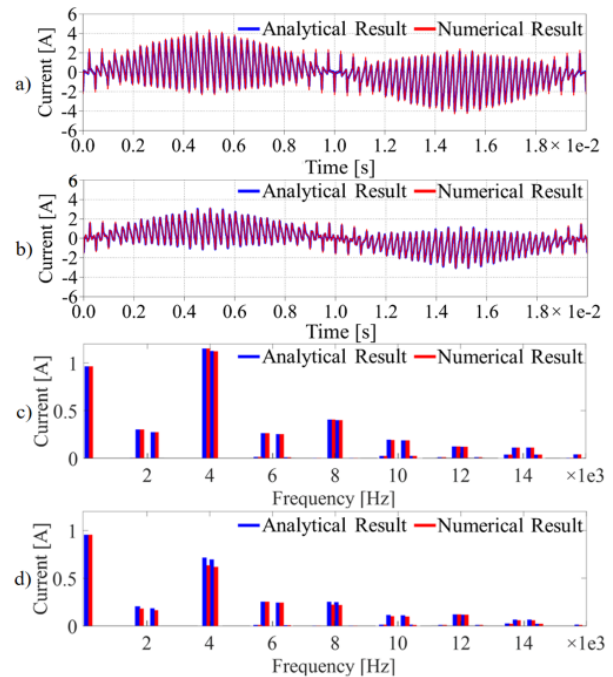 6
4
2
0
-2
-4
-6
Current [A]
a)
Analytical Result Numerical Result
0.0 0.2 0.4 0.6 0.8 1.0 1.2 1.4 1.6 1.8× 1e-2
Time [s]
6
4
2
0
-2
-4
-6
Current [A]
b)
Analytical Result Numerical Result
0.0 0.2 0.4 0.6 0.8 1.0 1.2 1.4 1.6 1.8× 1e-2
Time [s]
1
0.5
0
Current [A]
c)
Analytical Result Numerical Result
2 4 6 8 10 12 14 ×1e3
Frequency [Hz]
1
0.5
0
Current [A]
d)
Analytical Result Numerical Result
2 4 6 8 10 12 14 ×1e3
Frequency [Hz]